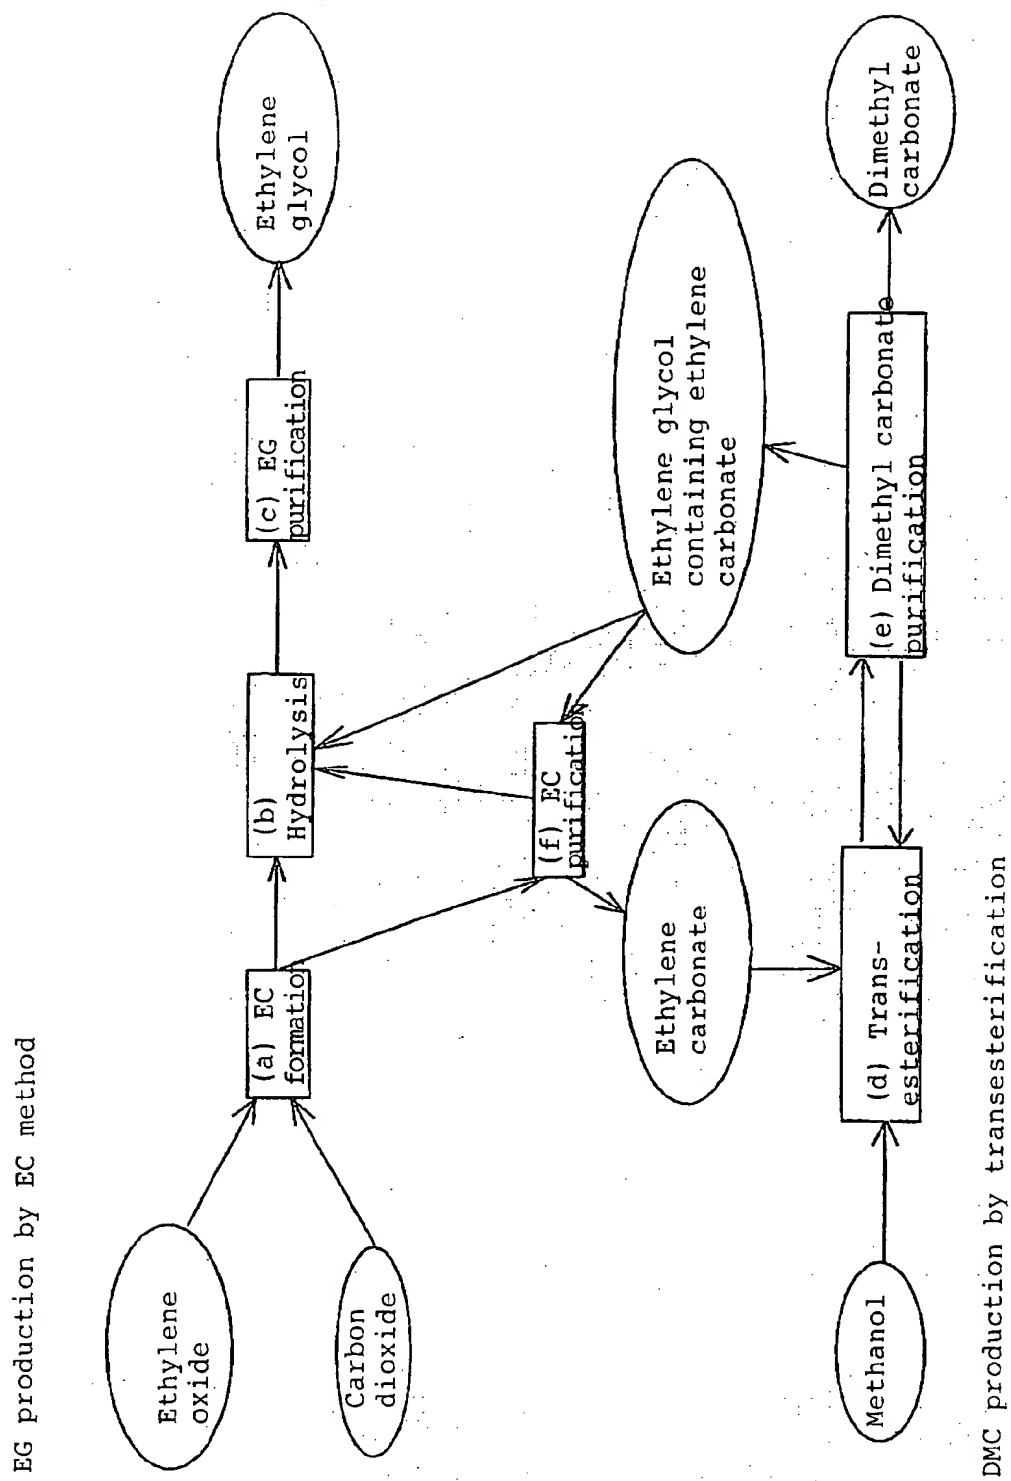 EG production by EC method
Ethylene
oxide
Carbon
dioxide
(a) EC
formation
(b)
Hydrolysis
(c) EG
purification
Ethylene
glycol
(f) EC
purification
Ethylene
carbonate
Ethylene glycol
containing ethylene
carbonate
Methanol
(d) Trans-
esterification
(e) Dimethyl carbonate
purification
Dimethyl
carbonate
DMC production by transesterification